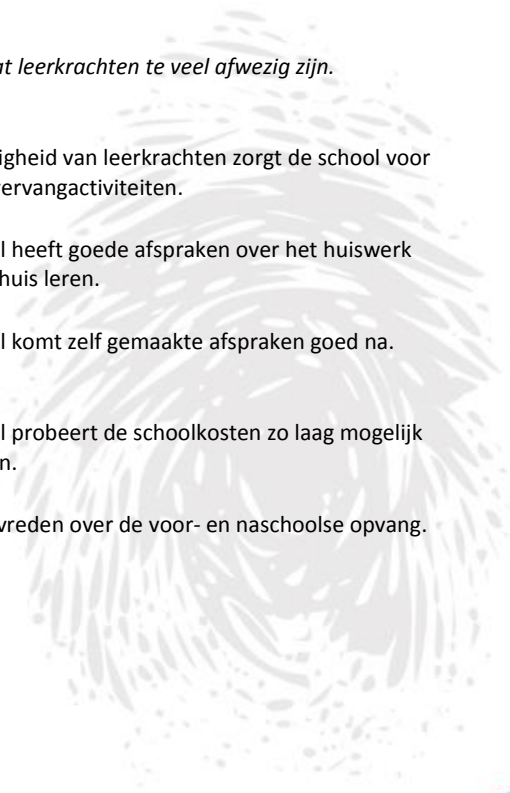 at leerkrachten te veel afwezig zijn.
igheid van leerkrachten zorgt de school voor
ervangactiviteiten.
l heeft goede afspraken over het huiswerk
huis leren.
l komt zelf gemaakte afspraken goed na.
l probeert de schoolkosten zo laag mogelijk
n.
vreden over de voor- en naschoolse opvang.